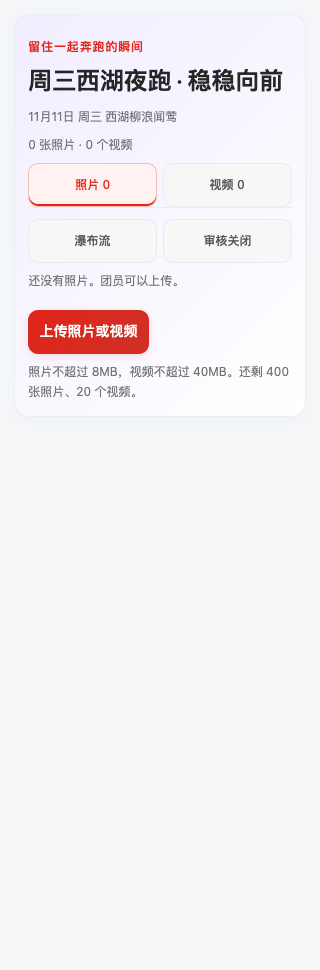 留住一起奔跑的瞬间
周三西湖夜跑 · 稳稳向前
11月11日 周三 西湖柳浪闻莺
0 张照片 · 0 个视频
照片 0
视频 0
瀑布流
审核关闭
还没有照片。团员可以上传。
上传照片或视频
照片不超过 8MB，视频不超过 40MB。还剩 400
张照片、20 个视频。